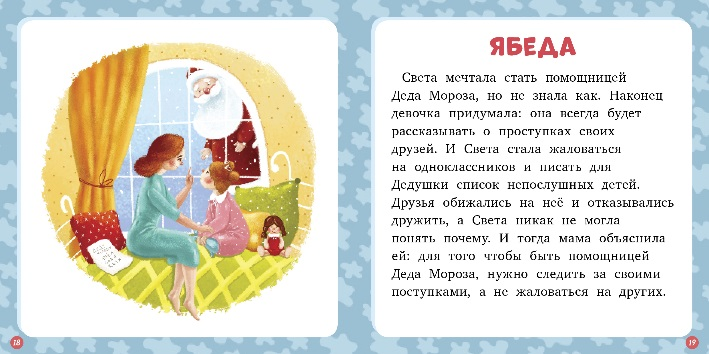 ЯБЕДА
Света мечтала стать помощницей
Деда Мороза, но не знала как. Наконец
девочка придумала: она всегда будет
рассказывать о проступках своих
друзей. И Света стала жаловаться
на одноклассников и писать для
Дедушки список непослушных детей.
Друзья обижались на неё и отказывались
дружить, а Света никак не могла
понять почему. И тогда мама объяснила
ей: для того чтобы быть помощницей
Деда Мороза, нужно следить за своими
поступками, а не жаловаться на других.
18
19